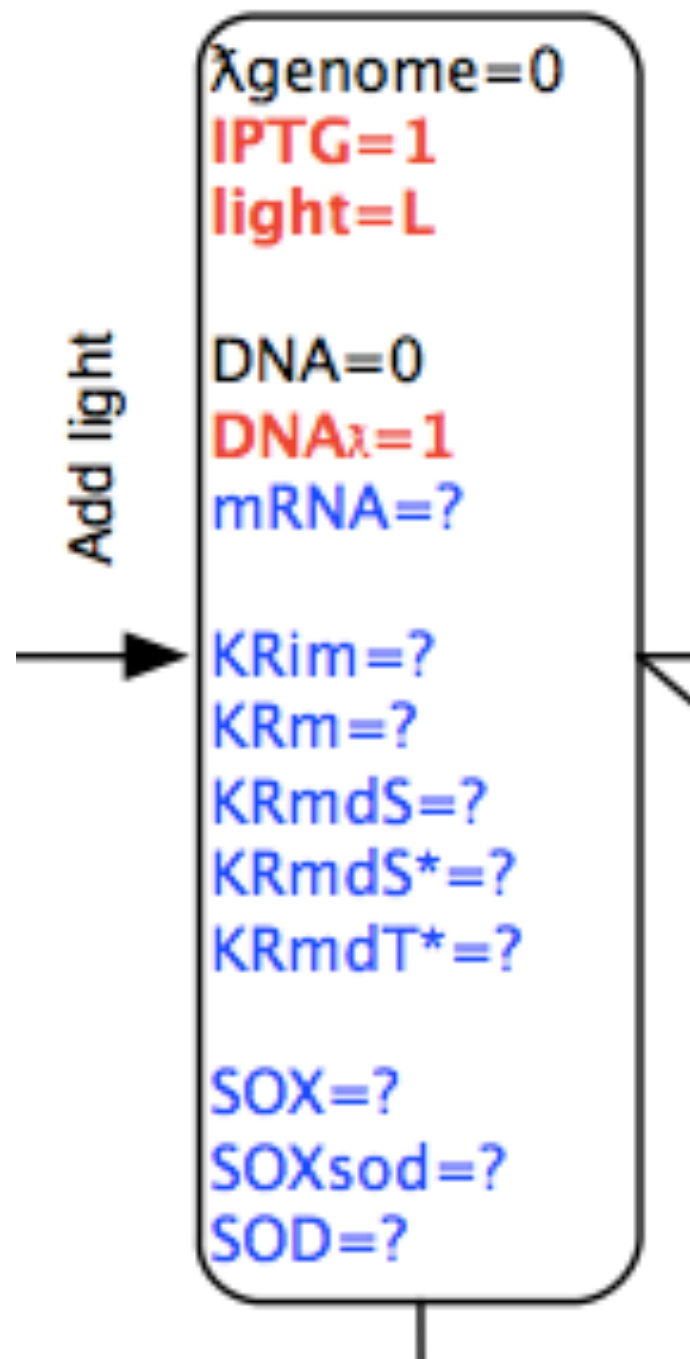 Add light
λgenome=0
IPTG=1
light=L
DNA=0
DNAλ=1
mRNA=?
KRim=?
KRm=?
KRmdS=?
KRmdS*=?
KRmdT*=?
SOX=?
SOXsod=?
SOD=?